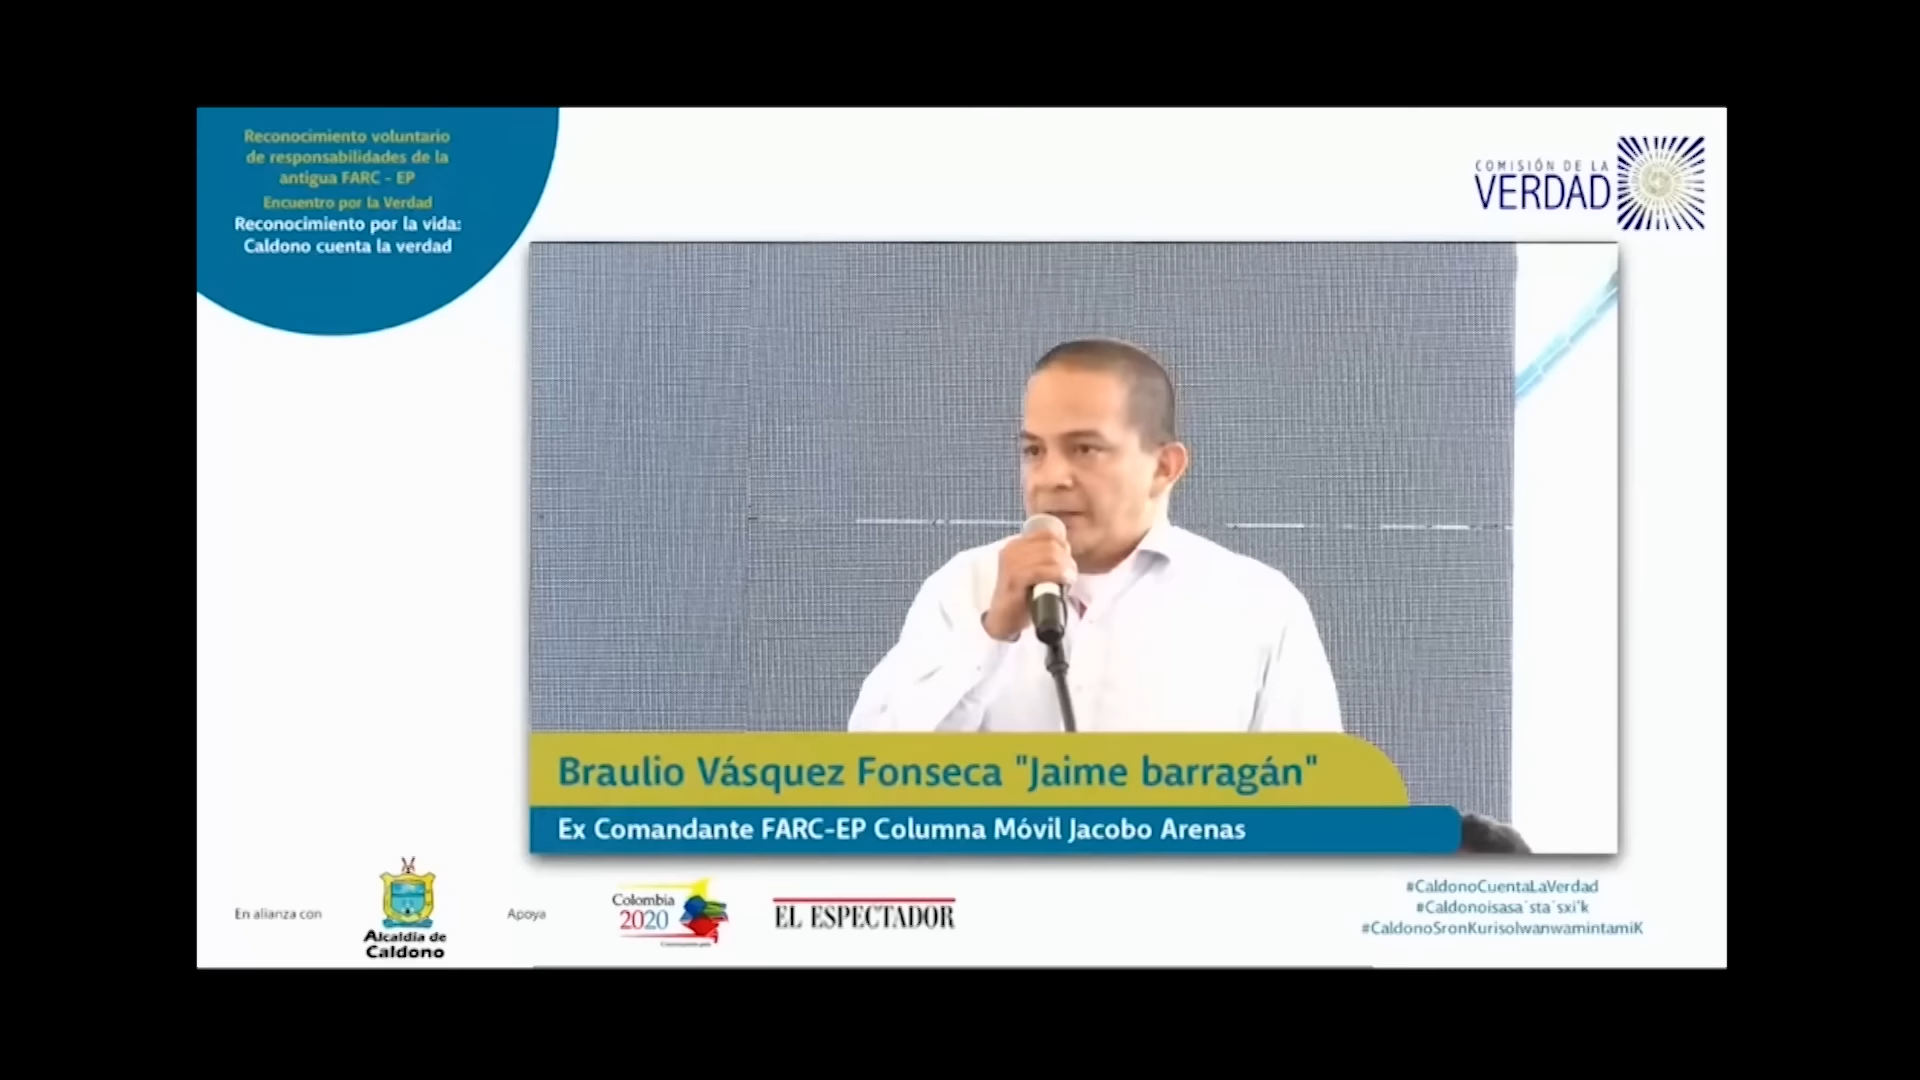 Reconocimiento voluntario
de responsabilidades de la
antigua FARC - EP
Encuentro por la Verdad
Reconocimiento por la vida:
Caldono cuenta la verdad
COMISIÓN DE LA
VERDAD
Braulio Vásquez Fonseca "Jaime barragán"
Ex Comandante FARC-EP Columna Móvil Jacobo Arenas
En alianza con
Alcaldía de
Caldono
Apoya
Colombia
2020
EL ESPECTADOR
#CaldonoCuentaLaVerdad
#Caldonoisasa´sta´sxi'k
#CaldonoSronKurisolwanwamintamiK